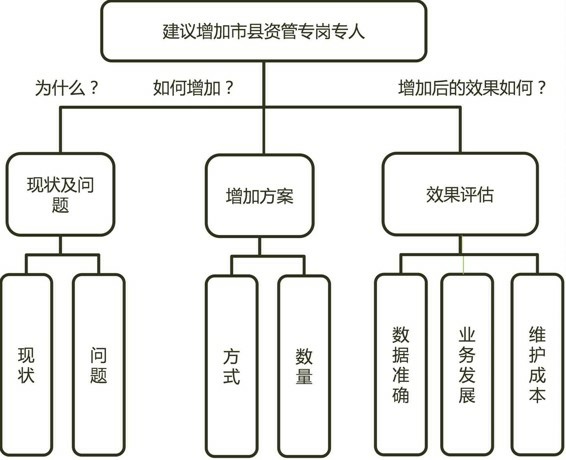 建议增加市县资管专岗专人
为什么？
如何增加？
增加后的效果如何？
现状及问
题
增加方案
效果评估
现状
问题
方式
数量
数据准确
业务发展
维护成本